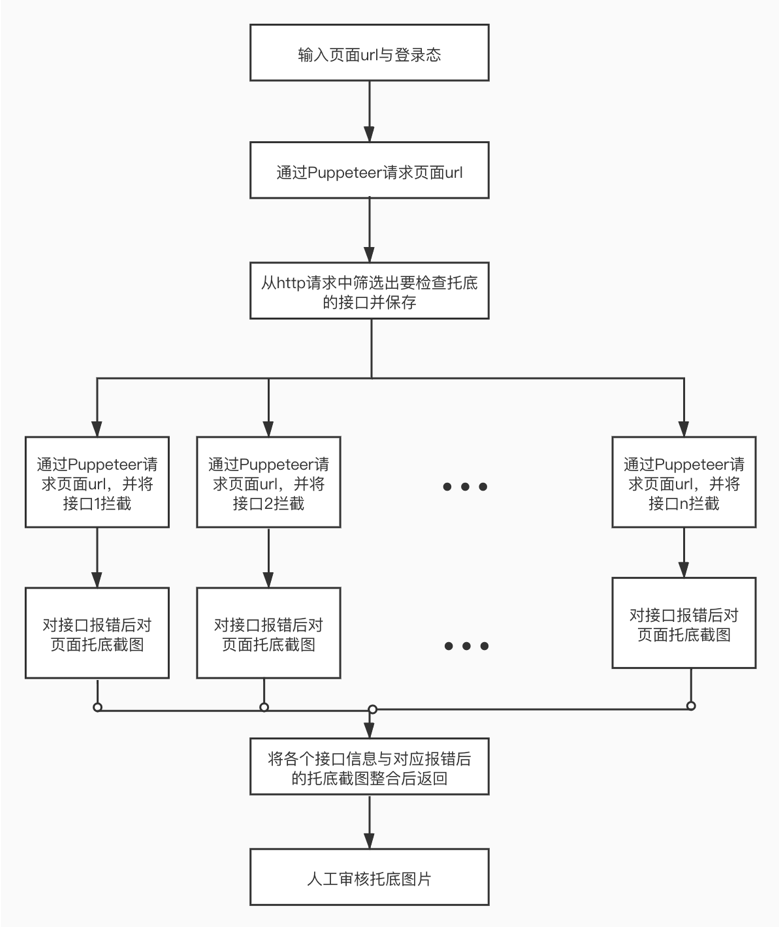 输入页面url与登录态
通过Puppeteer请求页面url
从http请求中筛选出要检查托底
的接口并保存
通过Puppeteer请
求页面url，并将
接口1拦截
通过Puppeteer请
求页面url，并将
接口2拦截
通过Puppeteer请
求页面url，并将
接口n拦截
对接口报错后对
页面托底截图
对接口报错后对
页面托底截图
对接口报错后对
页面托底截图
将各个接口信息与对应报错后
的托底截图整合后返回
人工审核托底图片